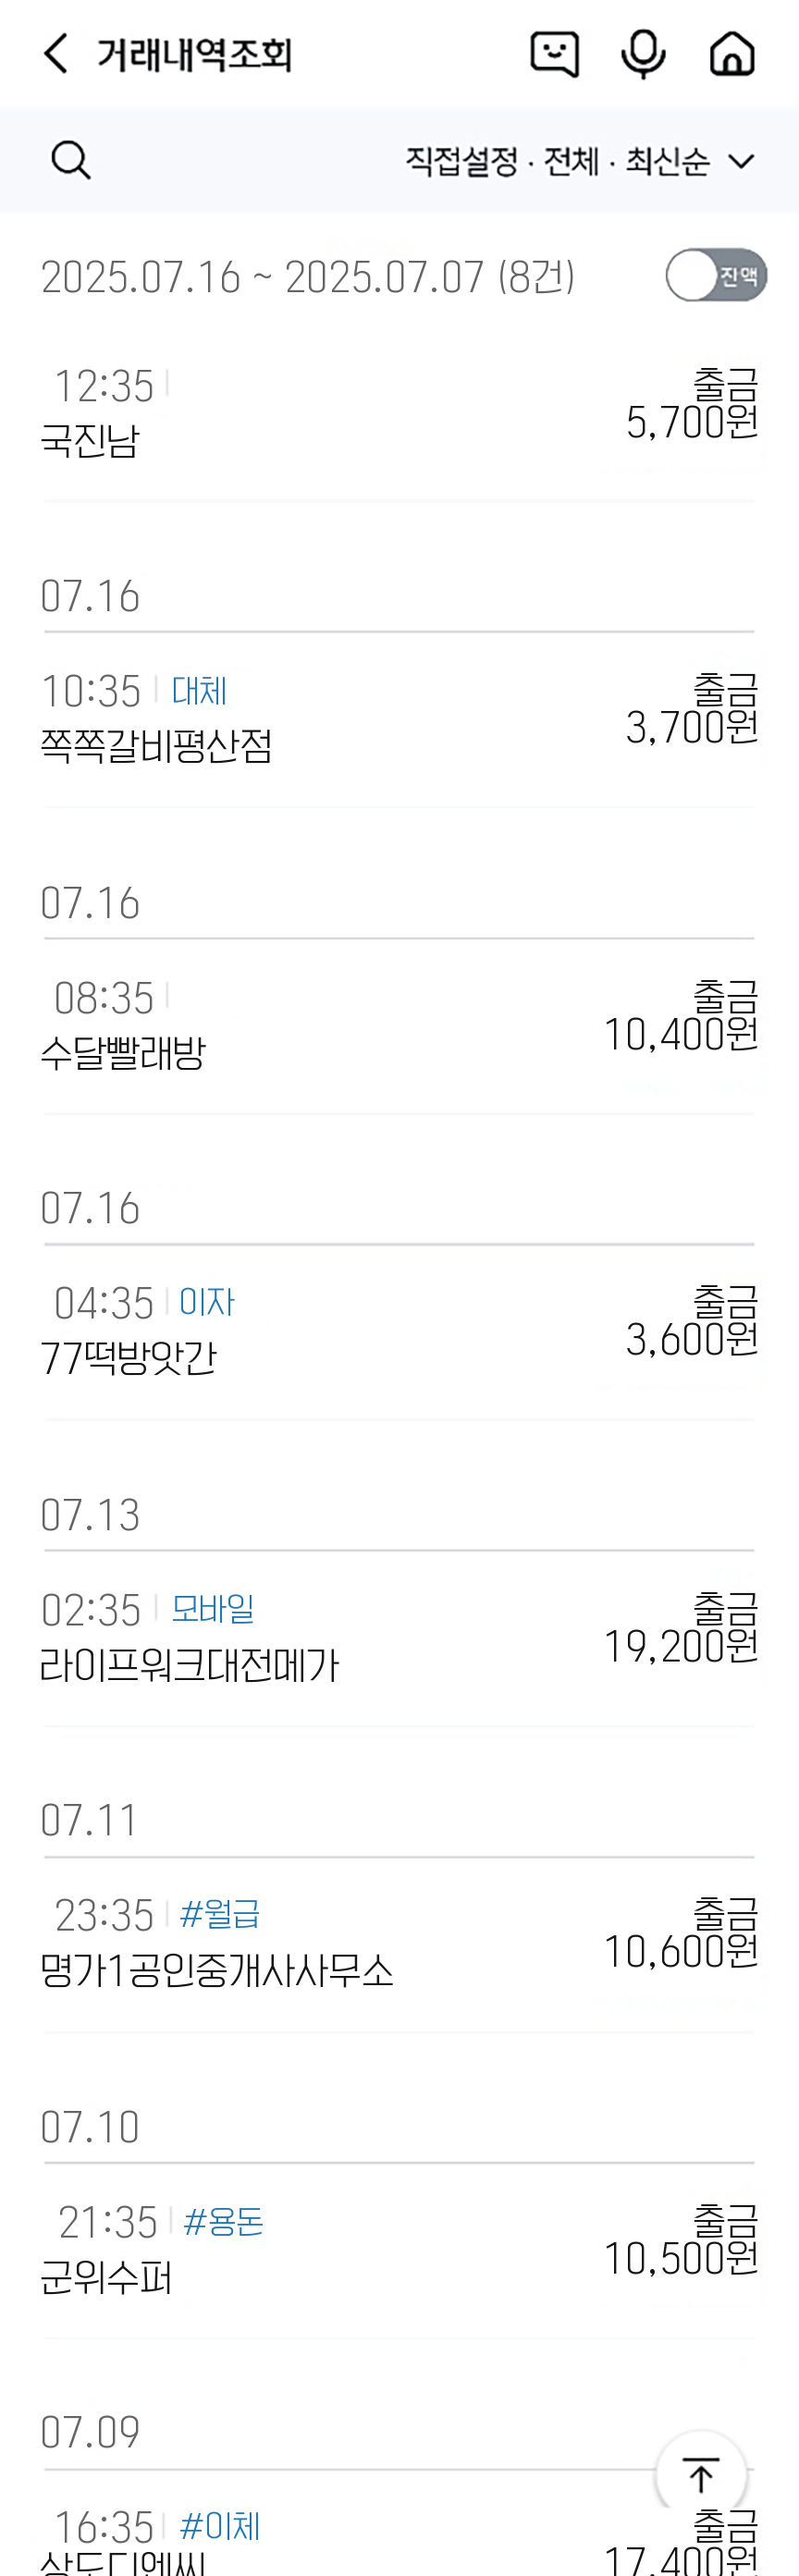 거래내역조회
직접설정 · 전체 · 최신순
2025.07.16 ~ 2025.07.07 (8건)
잔액
12:35
출금
국진남
5,700원
07.16
10:35 대체
출금
쪽쪽갈비평산점
3,700원
07.16
08:35
출금
수달빨래방
10,400원
07.16
04:35 이자
출금
77떡방앗간
3,600원
07.13
02:35 모바일
출금
라이프워크대전메가
19,200원
07.11
23:35 #월급
출금
명가1공인중개사사무소
10,600원
07.10
21:35 #용돈
출금
군위수퍼
10,500원
07.09
16:35 #이체
출금
17,400원